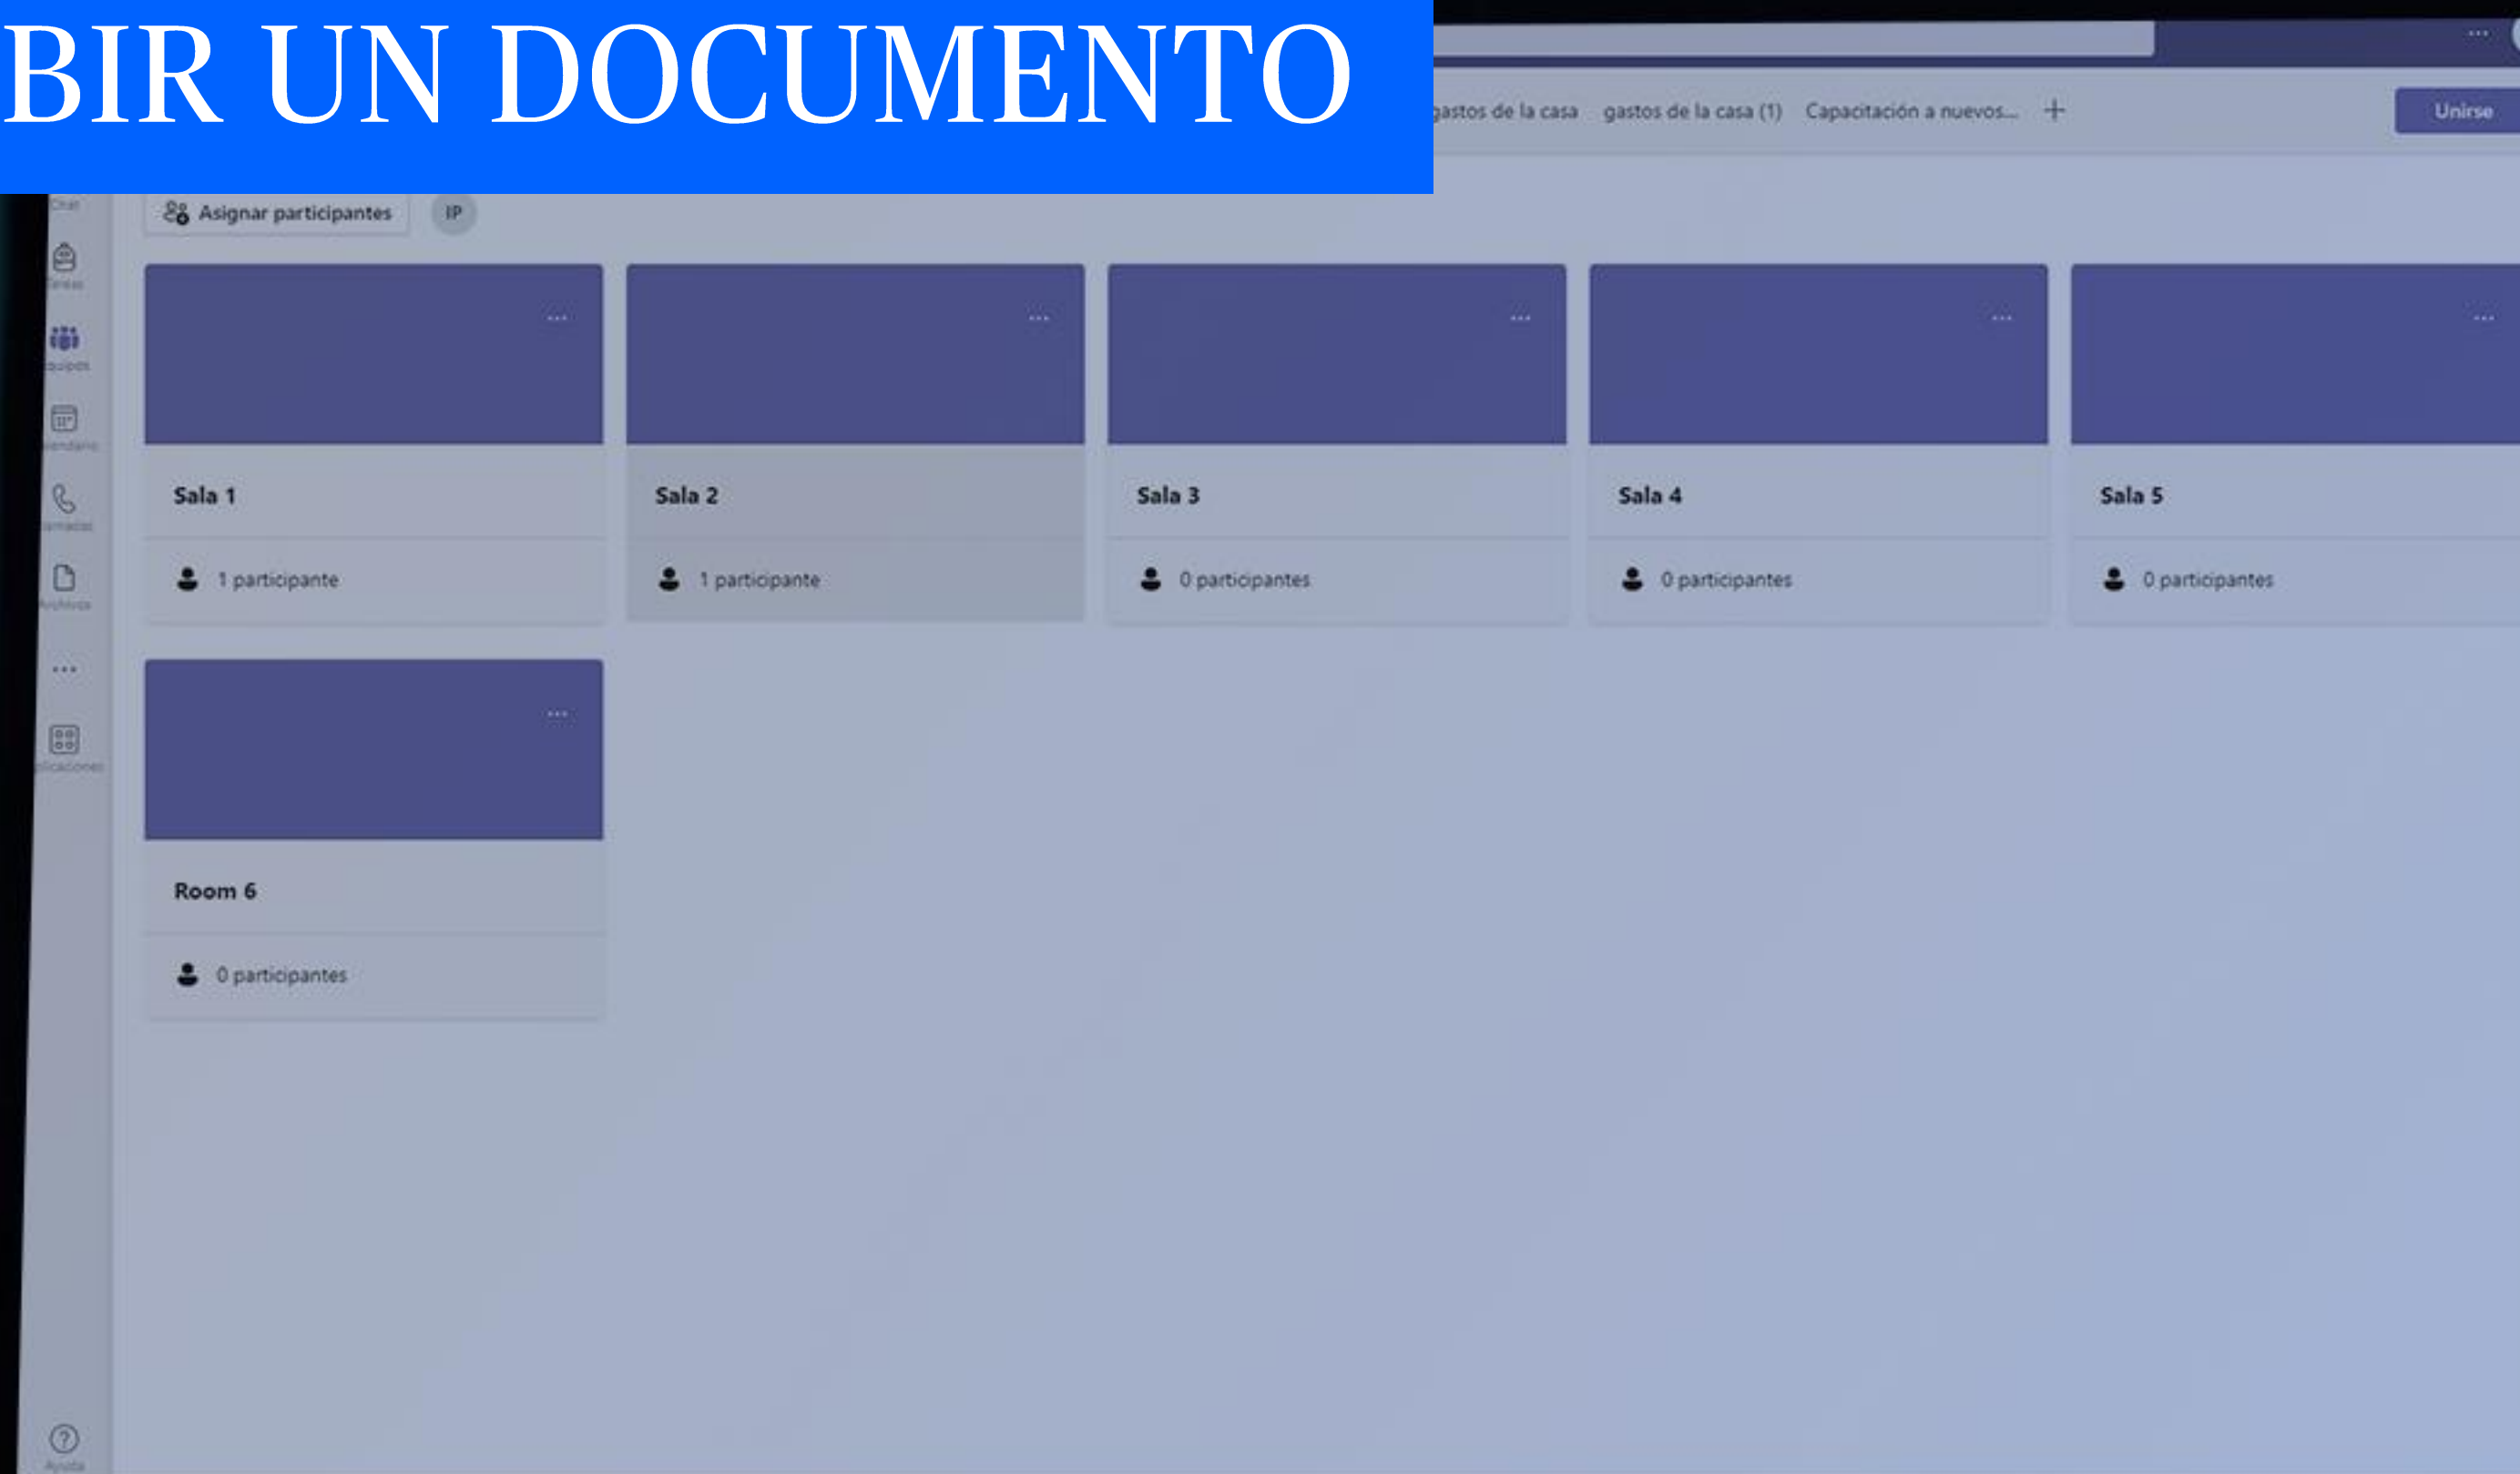 BIR UN DOCUMENTO
gastos de la casa gastos de la casa (1) Capacitación a nuevos... +
Unirse
Chat
Asignar participantes IP
Sala 1
1 participante
Sala 2
1 participante
Sala 3
0 participantes
Sala 4
0 participantes
Sala 5
0 participantes
Room 6
0 participantes
Ayuda